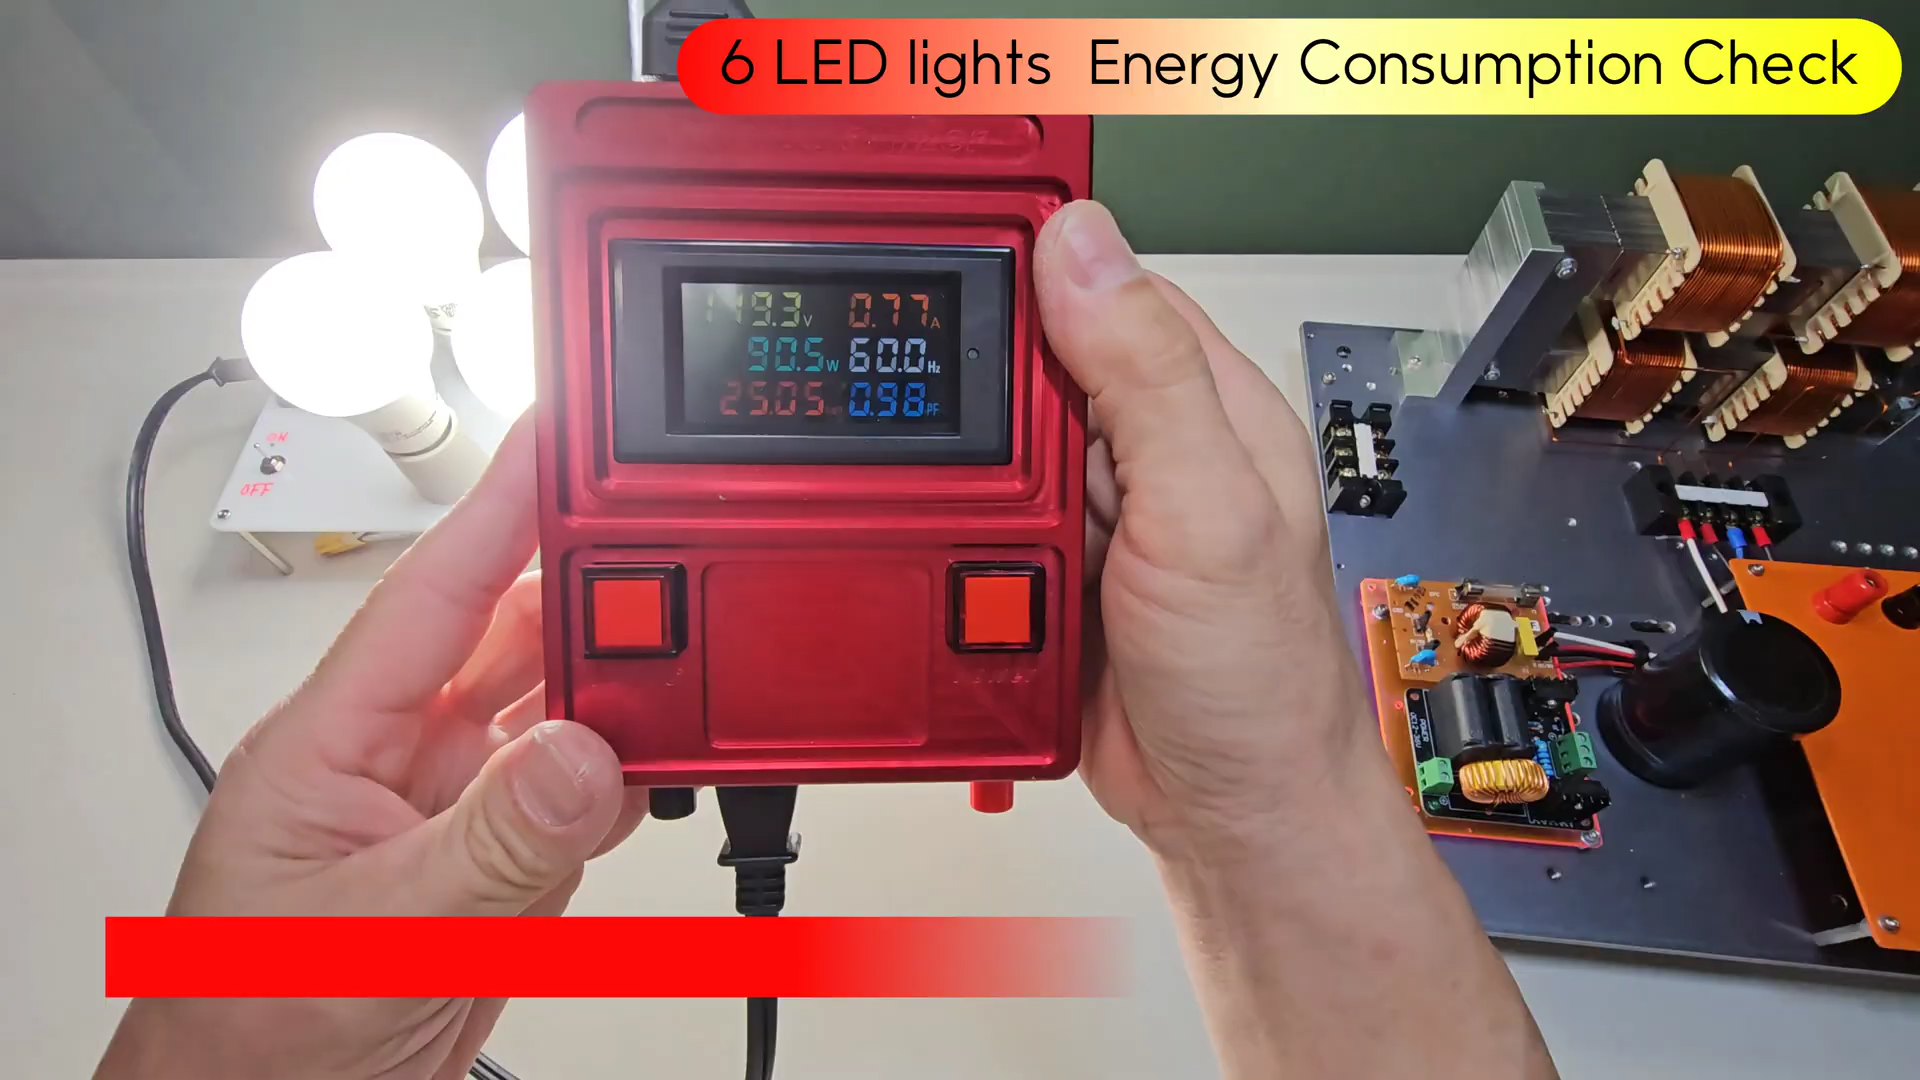 6 LED lights Energy Consumption Check
119.3V 0.77A
90.5W 60.0Hz
25.05 0.98PF
ON
OFF
POWER